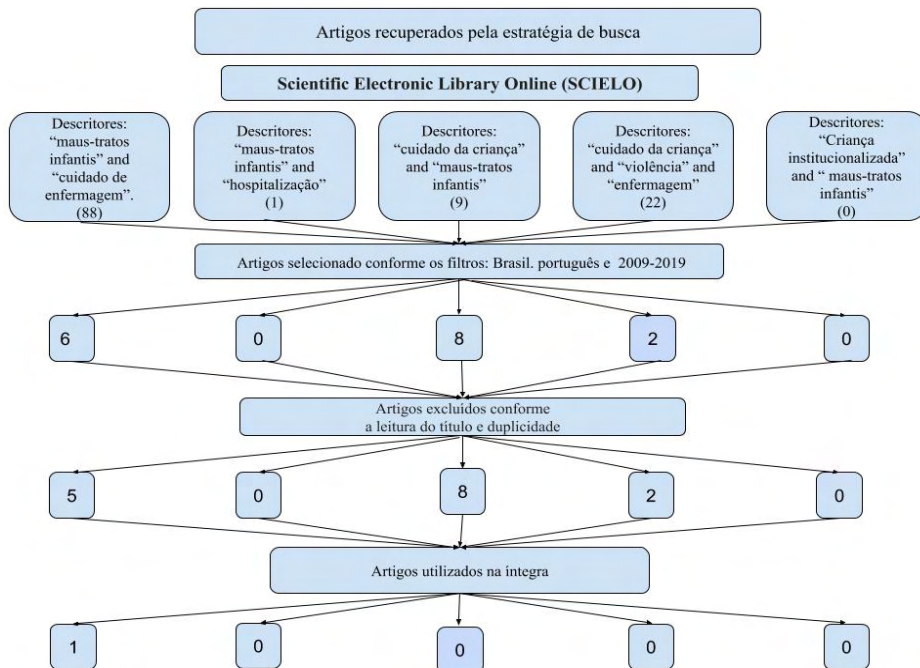 Artigos recuperados pela estratégia de busca
Scientific Electronic Library Online (SCIELO)
Descritores:
“maus-tratos
infantis” and
“cuidado de
enfermagem”.
(88)
Descritores:
“maus-tratos
infantis” and
“hospitalização”
(1)
Descritores:
“cuidado da criança”
and “maus-tratos
infantis”
(9)
Descritores:
“cuidado da criança”
and “violência” and
“enfermagem”
(22)
Descritores:
“Criança
institucionalizada”
and “ maus-tratos
infantis”
(0)
Artigos selecionado conforme os filtros: Brasil. português e 2009-2019
6
0
8
2
0
Artigos excluídos conforme
a leitura do título e duplicidade
5
0
8
2
0
Artigos utilizados na íntegra
1
0
0
0
0